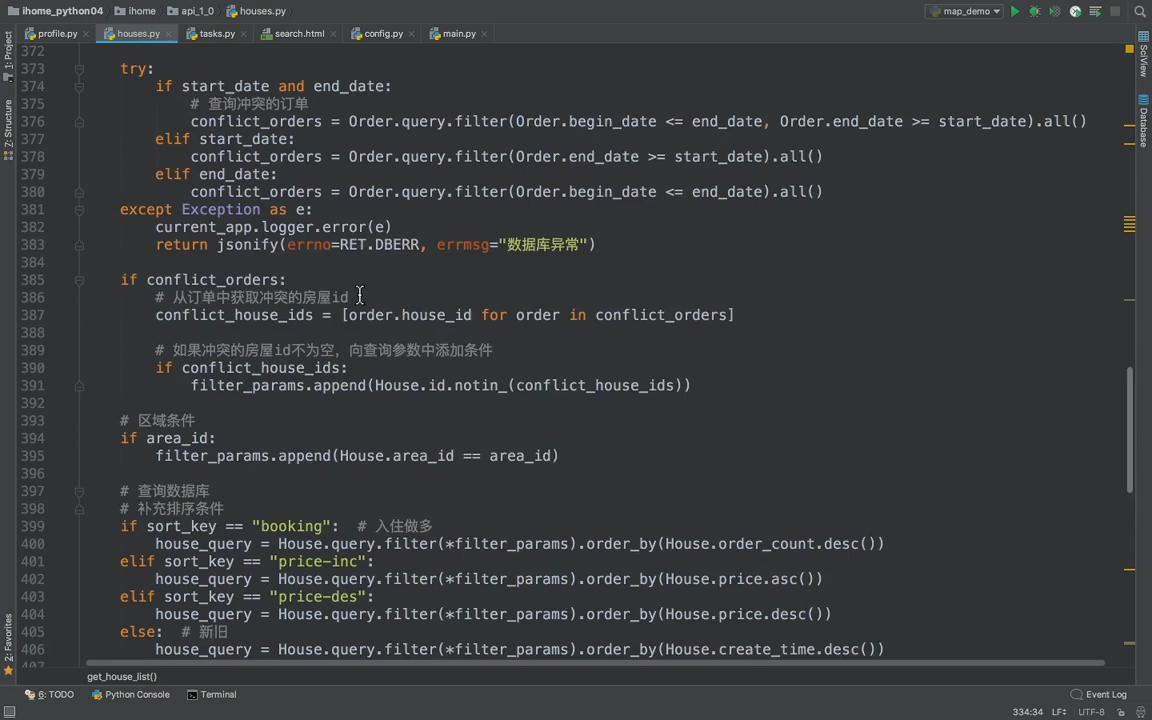 ihome_python04 ihome api_1_0 houses.py map_demo
profile.py houses.py tasks.py search.html config.py main.py
372
373 try:
374 if start_date and end_date:
375 # 查询冲突的订单
376 conflict_orders = Order.query.filter(Order.begin_date <= end_date, Order.end_date >= start_date).all()
377 elif start_date:
378 conflict_orders = Order.query.filter(Order.end_date >= start_date).all()
379 elif end_date:
380 conflict_orders = Order.query.filter(Order.begin_date <= end_date).all()
381 except Exception as e:
382 current_app.logger.error(e)
383 return jsonify(errno=RET.DBERR, errmsg="数据库异常")
384
385 if conflict_orders:
386 # 从订单中获取冲突的房屋id
387 conflict_house_ids = [order.house_id for order in conflict_orders]
388
389 # 如果冲突的房屋id不为空，向查询参数中添加条件
390 if conflict_house_ids:
391 filter_params.append(House.id.notin_(conflict_house_ids))
392
393 # 区域条件
394 if area_id:
395 filter_params.append(House.area_id == area_id)
396
397 # 查询数据库
398 # 补充排序条件
399 if sort_key == "booking": # 入住做多
400 house_query = House.query.filter(*filter_params).order_by(House.order_count.desc())
401 elif sort_key == "price-inc":
402 house_query = House.query.filter(*filter_params).order_by(House.price.asc())
403 elif sort_key == "price-des":
404 house_query = House.query.filter(*filter_params).order_by(House.price.desc())
405 else: # 新旧
406 house_query = House.query.filter(*filter_params).order_by(House.create_time.desc())
407
get_house_list()
6: TODO Python Console Terminal Event Log
334:34 LF UTF-8
1: Project
7: Structure
2: Favorites
SciView
Database